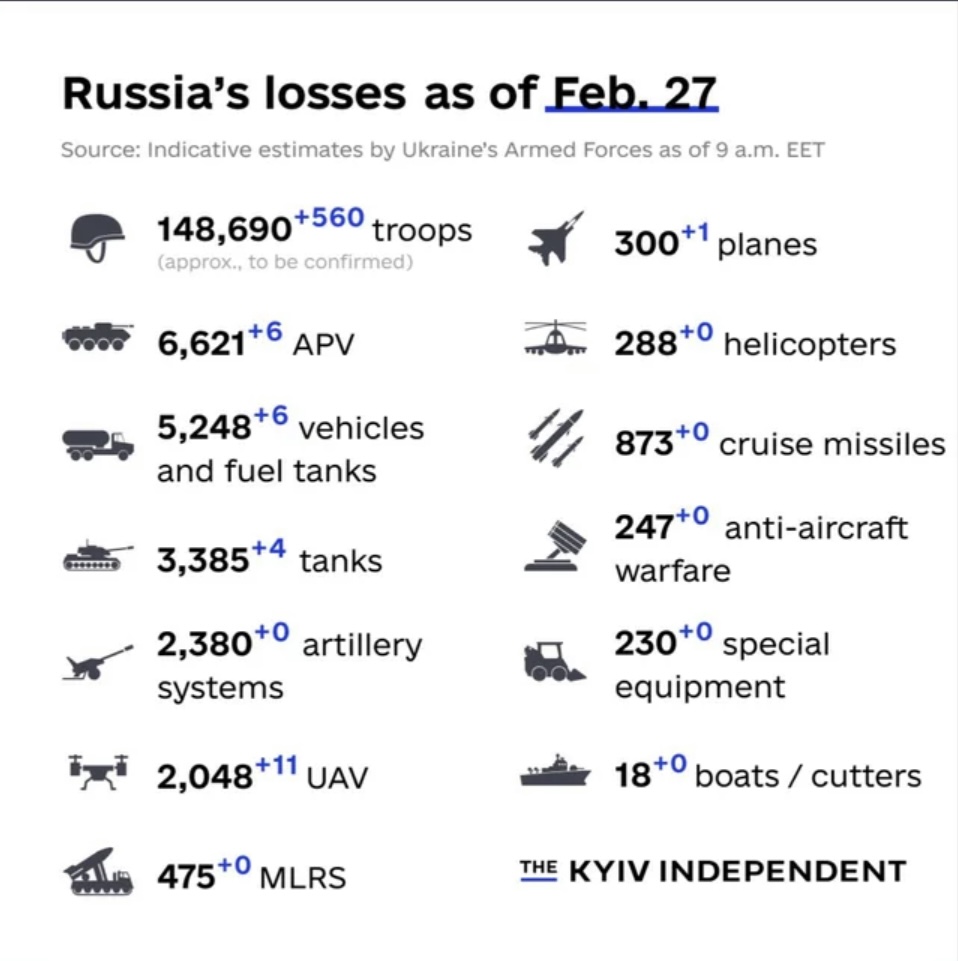 Russia’s losses as of Feb. 27
Source: Indicative estimates by Ukraine’s Armed Forces as of 9 a.m. EET
148,690+560 troops
(approx., to be confirmed)
6,621+6 APV
5,248+6 vehicles
and fuel tanks
3,385+4 tanks
2,380+0 artillery
systems
2,048+11 UAV
475+0 MLRS
300+1 planes
288+0 helicopters
873+0 cruise missiles
247+0 anti-aircraft
warfare
230+0 special
equipment
18+0 boats / cutters
THE KYIV INDEPENDENT